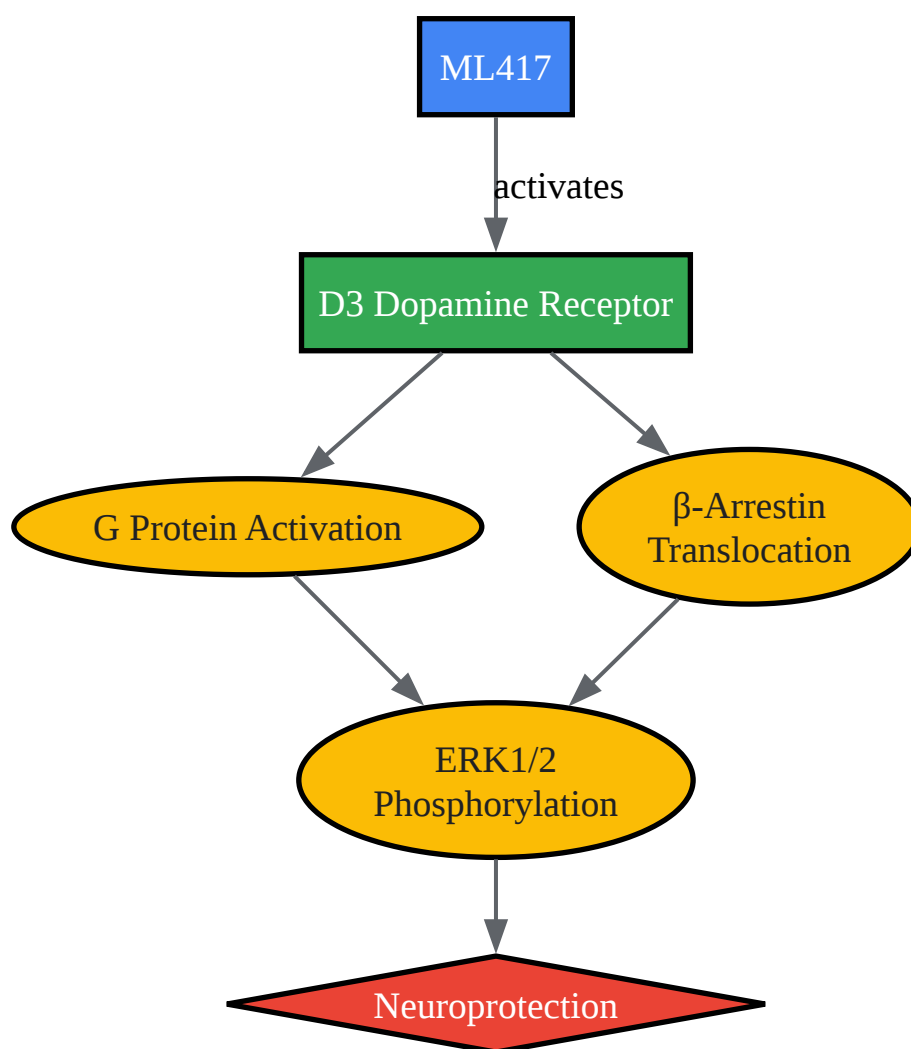 ML417
activates
D3 Dopamine Receptor
G Protein Activation
β-Arrestin
Translocation
ERK1/2
Phosphorylation
Neuroprotection